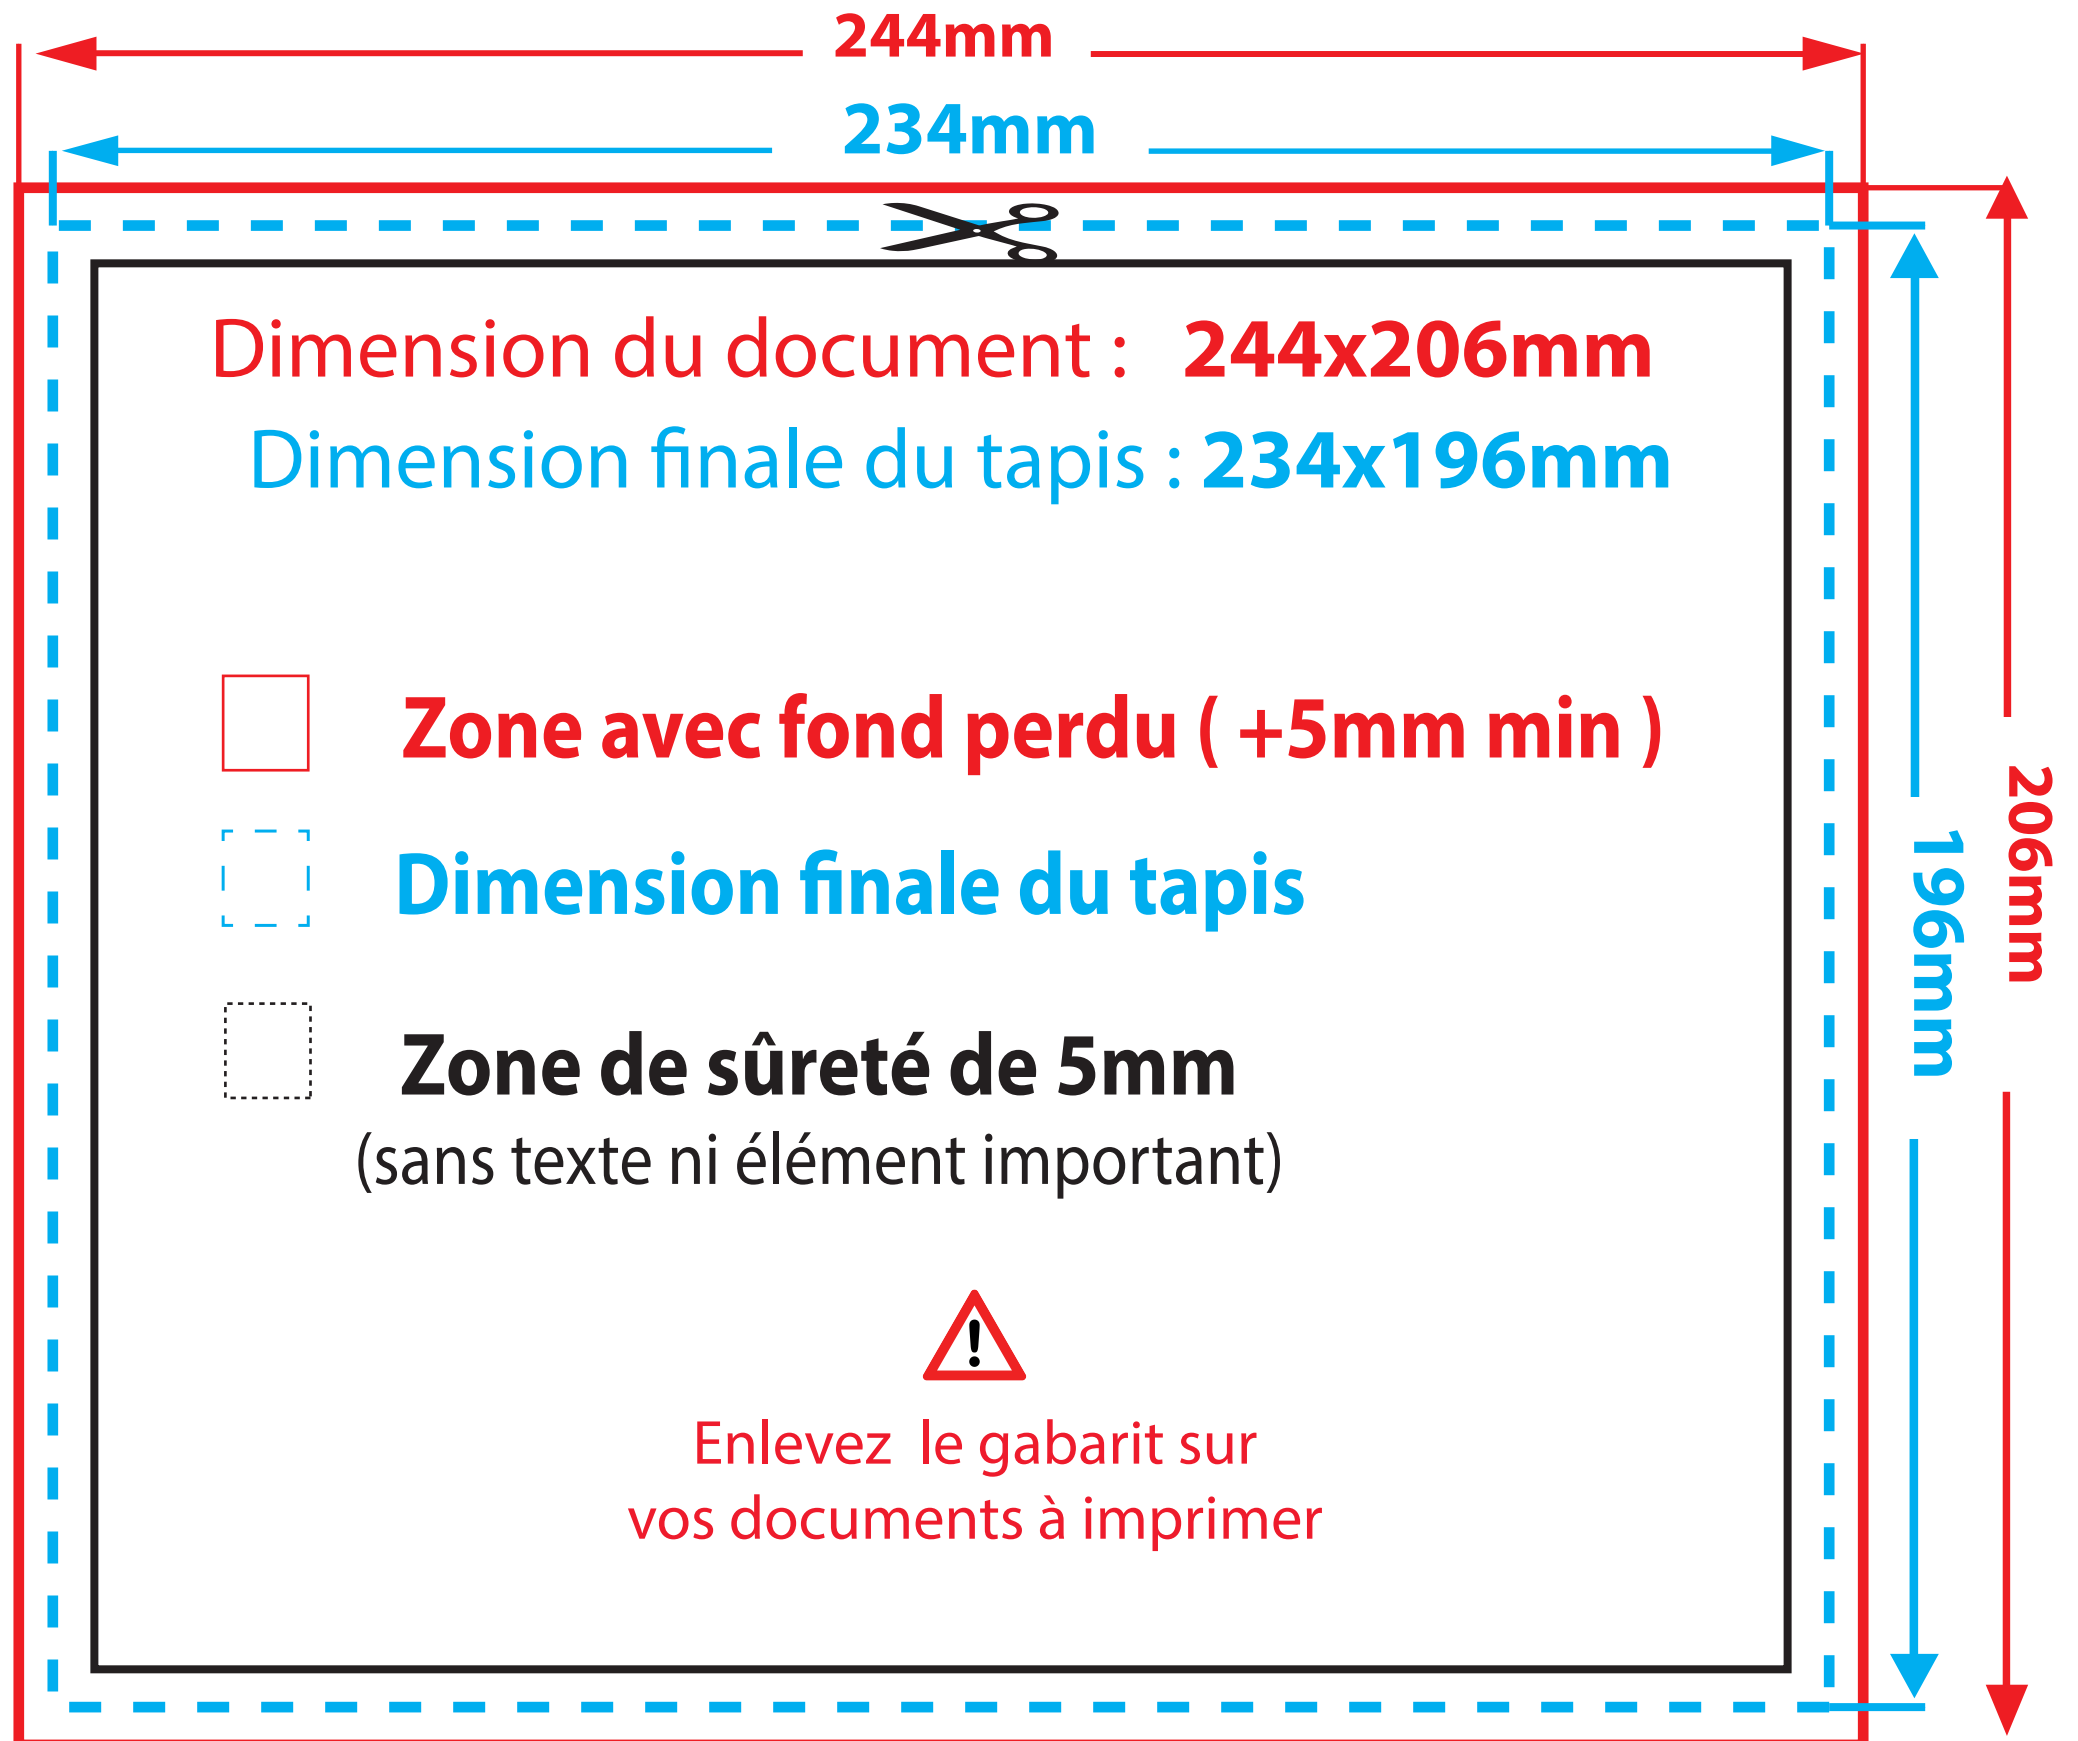 244mm
234mm
Dimension du document : 244x206mm
Dimension finale du tapis : 234x196mm
Zone avec fond perdu ( +5mm min )
Dimension finale du tapis
Zone de sûreté de 5mm
(sans texte ni élément important)
!
Enlevez le gabarit sur
vos documents à imprimer
196mm
206mm